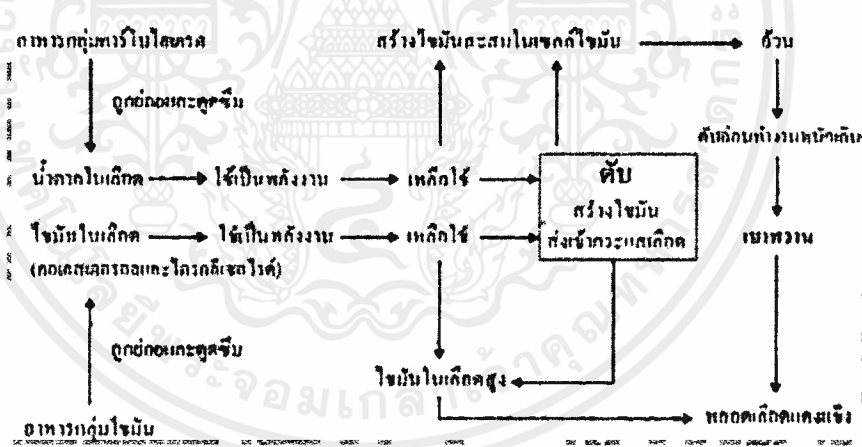 อาหารกลุ่มคาร์โบไฮเดรต
สร้างไขมันสะสมในเซลล์ไขมัน
อ้วน
ถูกย่อยและดูดซึม
ตับอ่อนทำงานหนักเกิน
น้ำตาลในเลือด
ใช้เป็นพลังงาน
เหลือใช้
ตับ
สร้างไขมัน
ส่งเข้ากระแสเลือด
ไขมันในเลือด
ใช้เป็นพลังงาน
เหลือใช้
เบาหวาน
(คอเลสเตอรอลและไตรกลีเซอไรด์)
ถูกย่อยและดูดซึม
ไขมันในเลือดสูง
หลอดเลือดแดงแข็ง
อาหารกลุ่มไขมัน